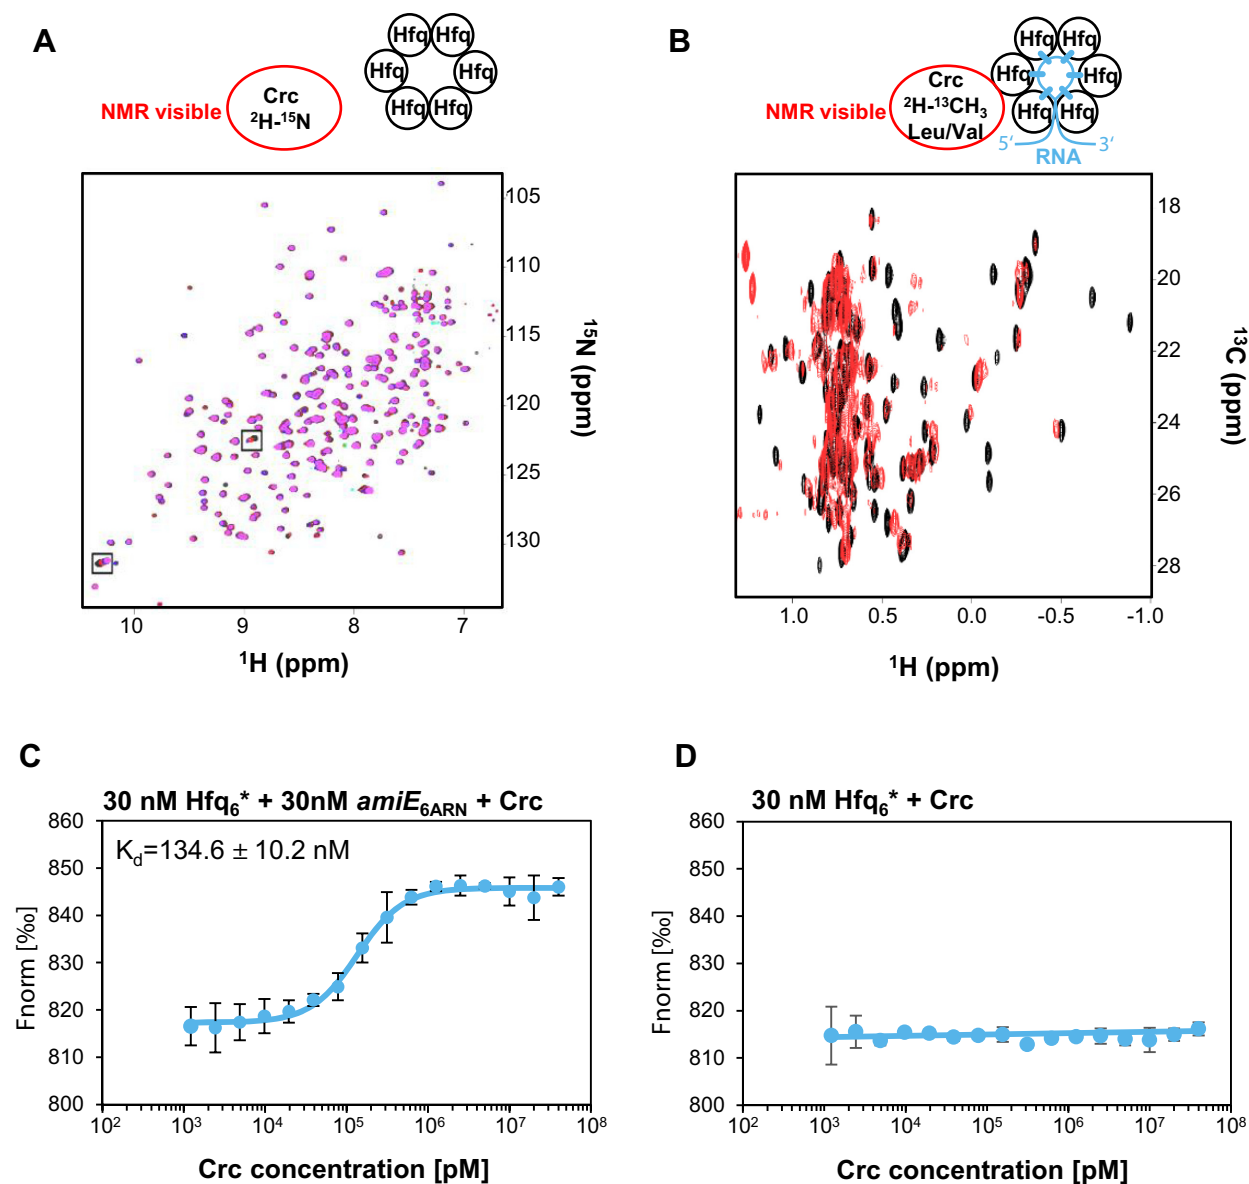 A
Hfq Hfq
Hfq Hfq
Hfq Hfq
NMR visible
Crc
²H-¹⁵N
105
110
115
120
125
130
¹⁵N (ppm)
10 9 8 7
¹H (ppm)
B
Hfq Hfq
Hfq Hfq
Hfq Hfq
NMR visible
Crc
²H-¹³CH₃
Leu/Val
5‘ 3‘
RNA
18
20
22
24
26
28
¹³C (ppm)
1.0 0.5 0.0 -0.5 -1.0
¹H (ppm)
C
30 nM Hfq₆* + 30nM amiE₆ARN + Crc
K_d=134.6 ± 10.2 nM
860
850
840
830
820
810
800
Fnorm [‰]
10² 10³ 10⁴ 10⁵ 10⁶ 10⁷ 10⁸
Crc concentration [pM]
D
30 nM Hfq₆* + Crc
860
850
840
830
820
810
800
Fnorm [‰]
10² 10³ 10⁴ 10⁵ 10⁶ 10⁷ 10⁸
Crc concentration [pM]